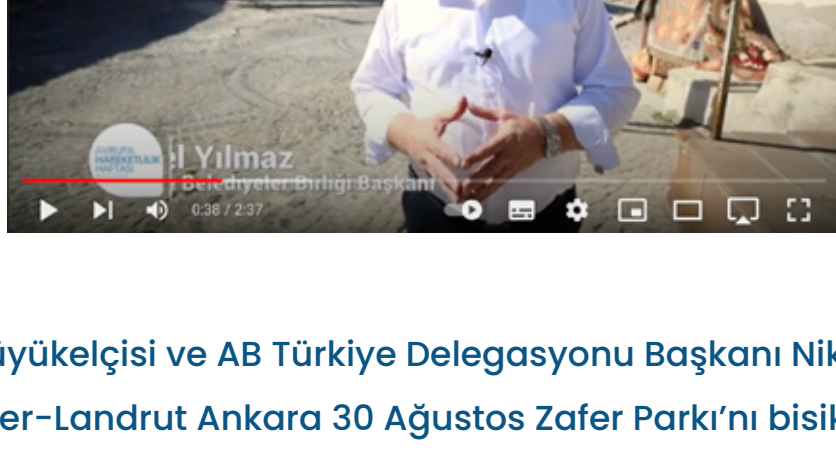 AVRUPA
HAREKETLİLİK
HAFTASI
el Yılmaz
Belediyeler Birliği Başkanı
0:38 / 2:37
üyükelçisi ve AB Türkiye Delegasyonu Başkanı Nik
er-Landrut Ankara 30 Ağustos Zafer Parkı’nı bisik